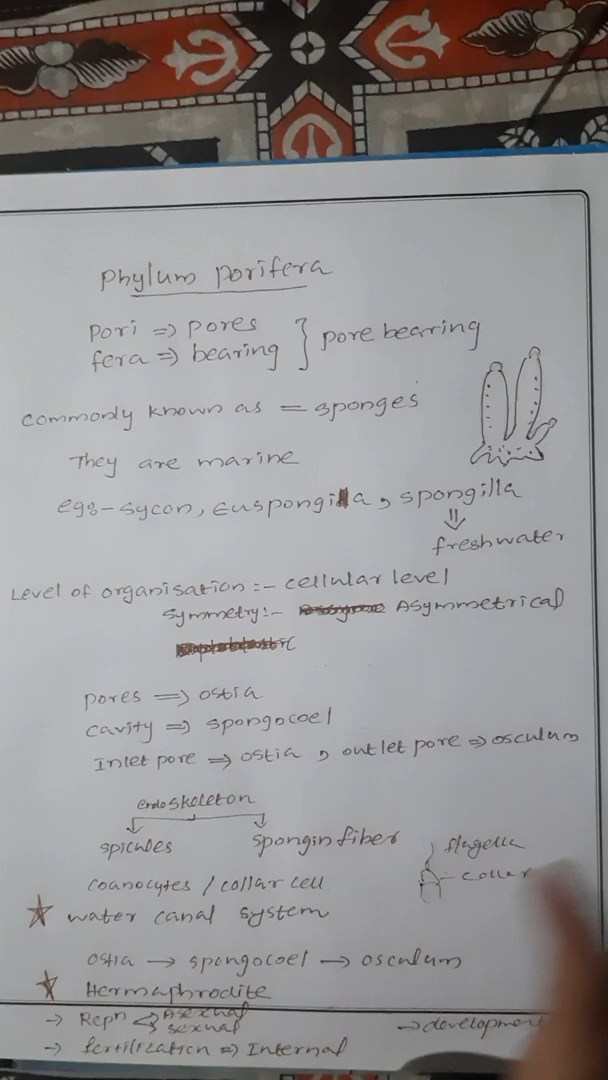 Phylum porifera
pori => pores
fera => bearing } pore bearing
commonly known as = sponges
They are marine
eg:- sycon, Euspongilla, spongilla
freshwater
Level of organisation :- cellular level
Symmetry :- Asymmetrical
pores => ostia
cavity => spongocoel
Inlet pore => ostia, outlet pore => osculum
endoskeleton
spicules spongin fiber
flagella
coanocytes / collar cell
collar
water canal system
ostia → spongocoel → osculum
Hermaphrodite
→ Repn Asexual
sexual
→ development
→ fertilization => Internal